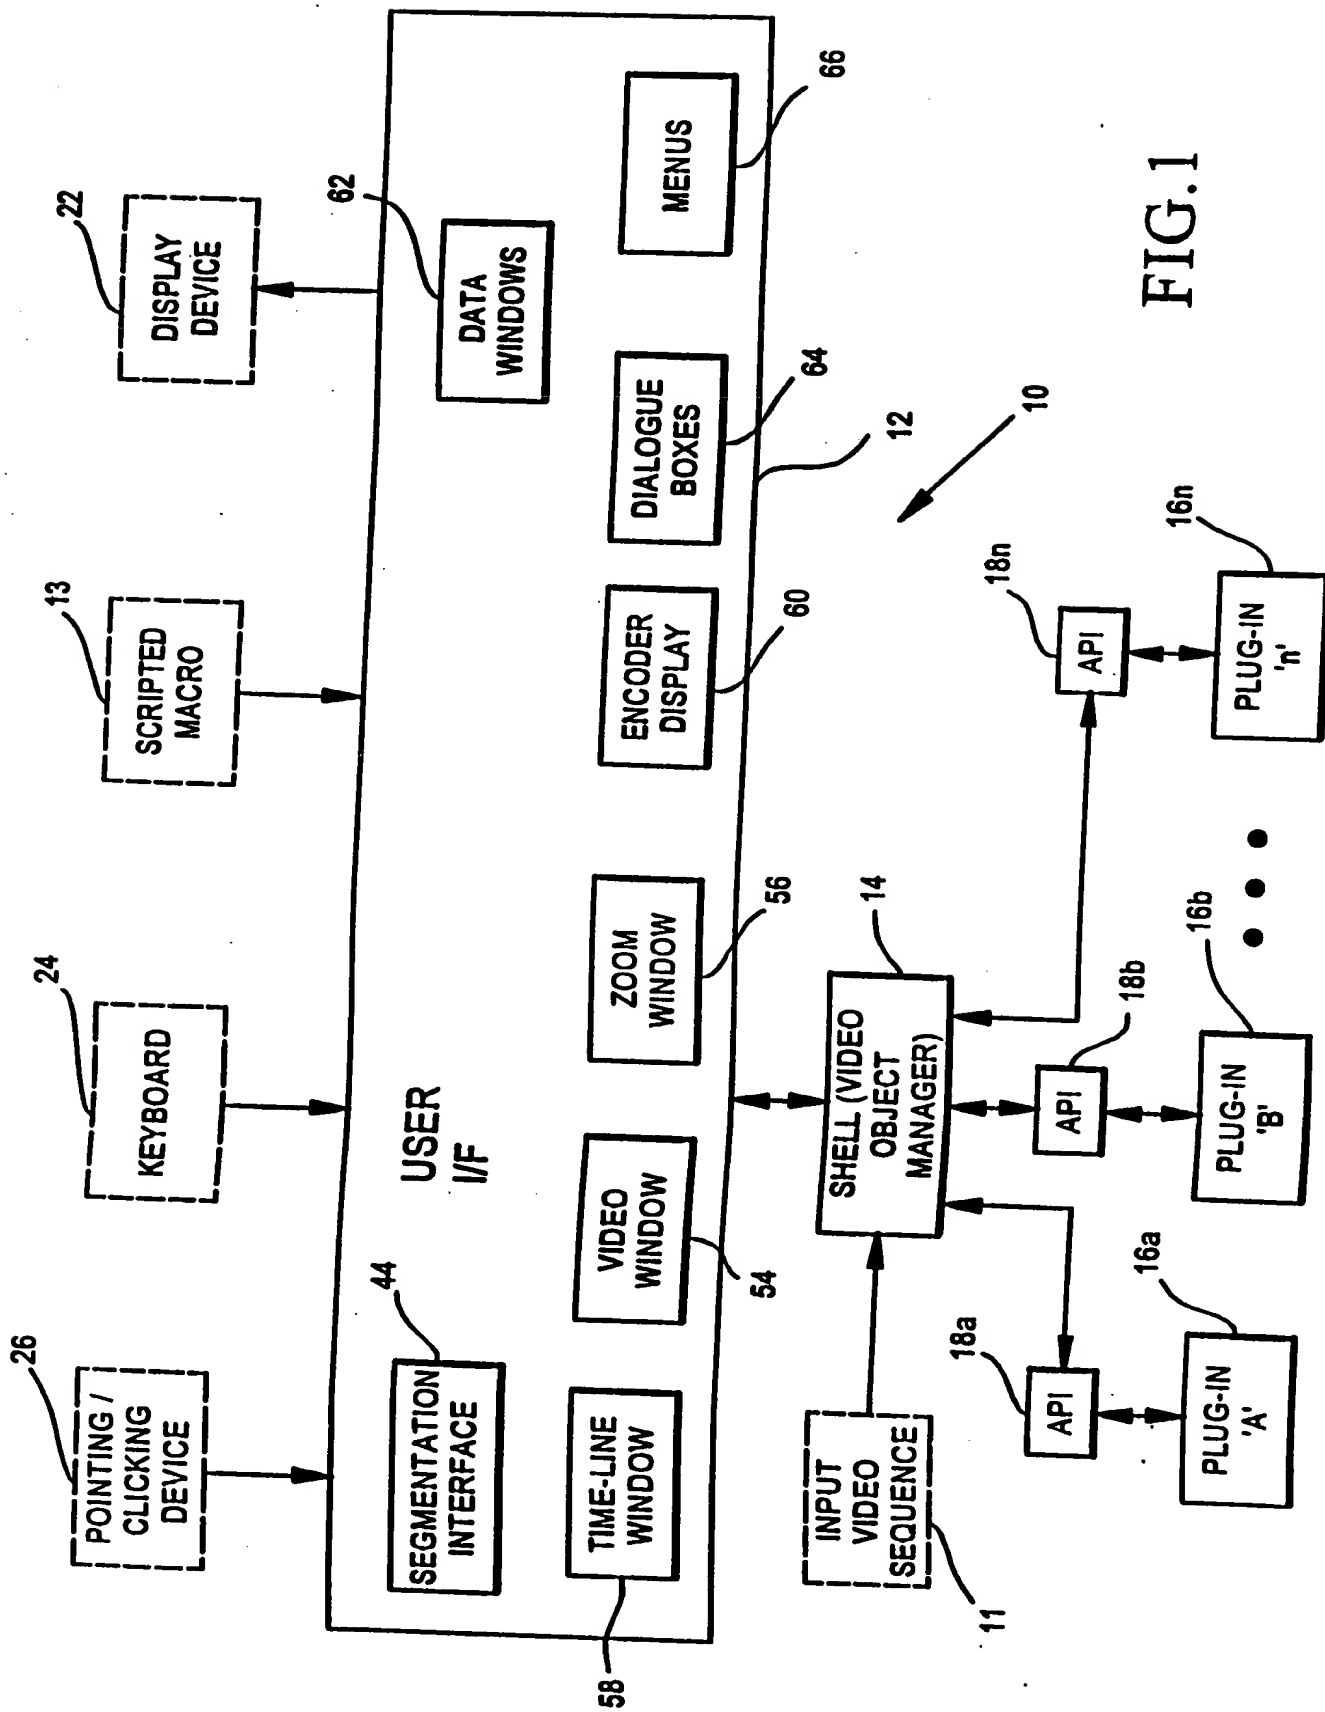 26
POINTING /
CLICKING
DEVICE
24
KEYBOARD
13
SCRIPTED
MACRO
22
DISPLAY
DEVICE
44
SEGMENTATION
INTERFACE
USER
I/F
62
DATA
WINDOWS
58
TIME-LINE
WINDOW
54
VIDEO
WINDOW
56
ZOOM
WINDOW
60
ENCODER
DISPLAY
64
DIALOGUE
BOXES
66
MENUS
12
11
INPUT
VIDEO
SEQUENCE
14
SHELL (VIDEO
OBJECT
MANAGER)
10
18a
API
18b
API
18n
API
16a
PLUG-IN
'A'
16b
PLUG-IN
'B'
16n
PLUG-IN
'n'
FIG.1